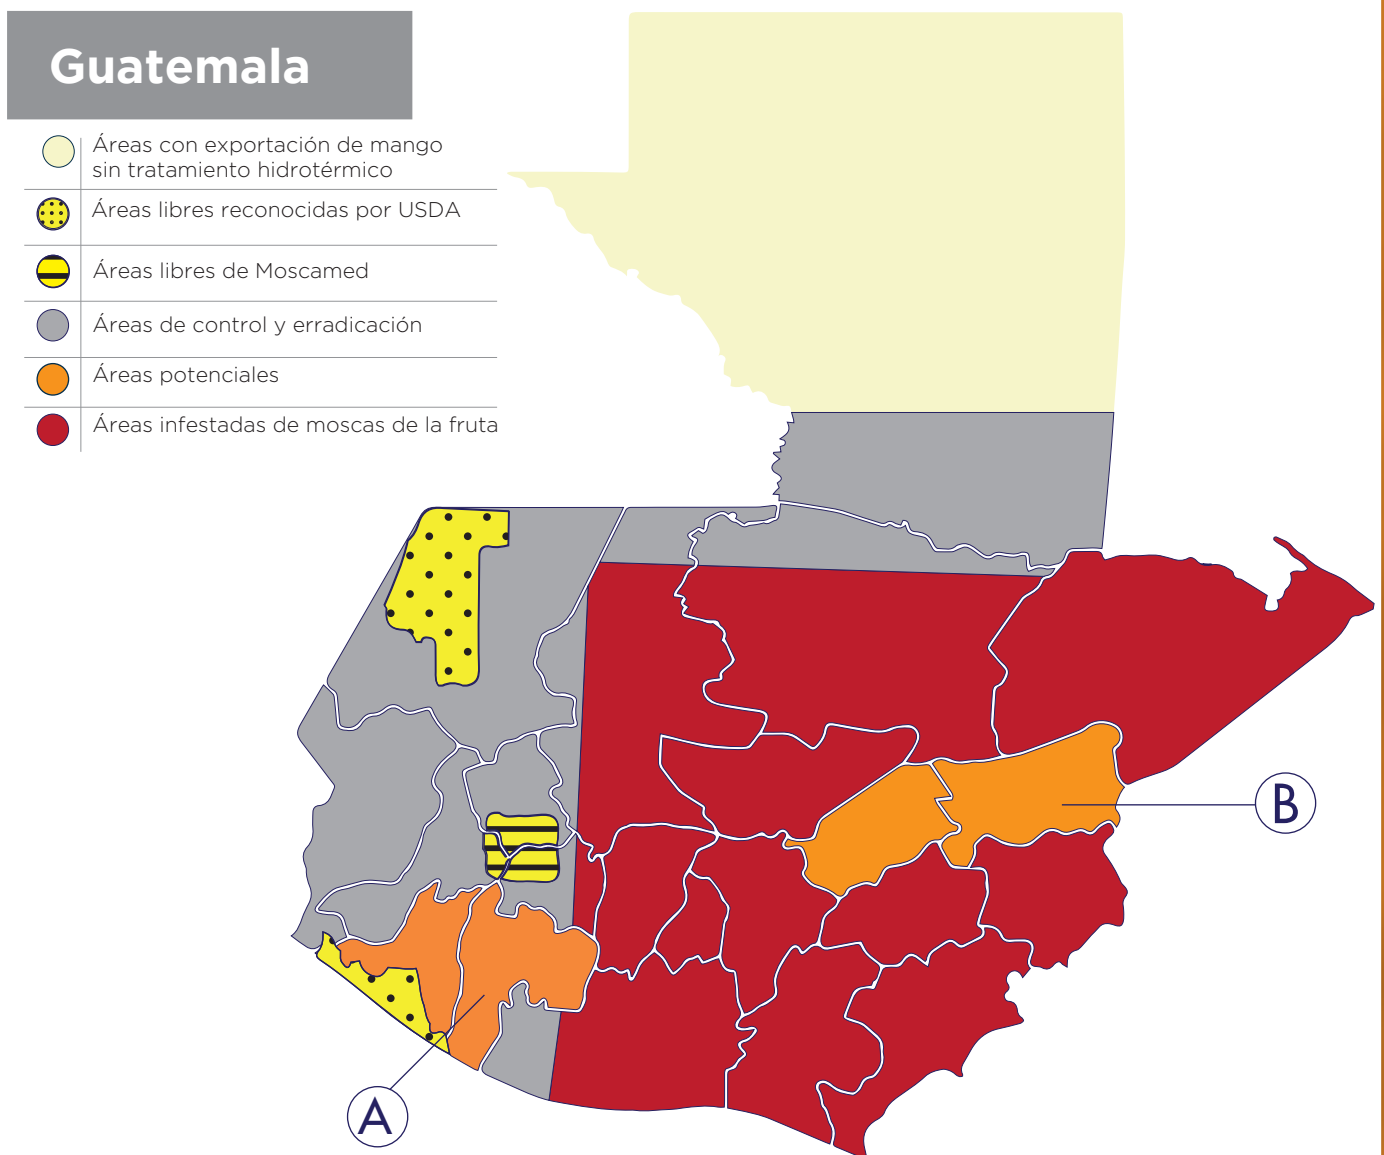 Guatemala
Áreas con exportación de mango
sin tratamiento hidrotérmico
Áreas libres reconocidas por USDA
Áreas libres de Moscamed
Áreas de control y erradicación
Áreas potenciales
Áreas infestadas de moscas de la fruta
B
A